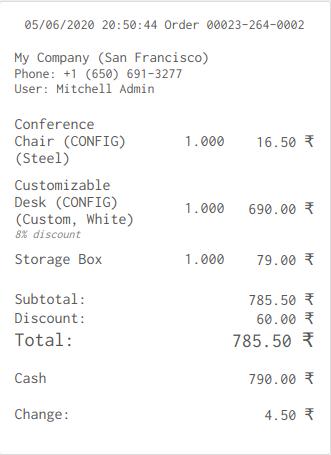 05/06/2020 20:50:44 Order 00023-264-0002
My Company (San Francisco)
Phone: +1 (650) 691-3277
User: Mitchell Admin
Conference
Chair (CONFIG) 1.000 16.50 ₹
(Steel)
Customizable
Desk (CONFIG) 1.000 690.00 ₹
(Custom, White)
8% discount
Storage Box 1.000 79.00 ₹
Subtotal: 785.50 ₹
Discount: 60.00 ₹
Total: 785.50 ₹
Cash 790.00 ₹
Change: 4.50 ₹